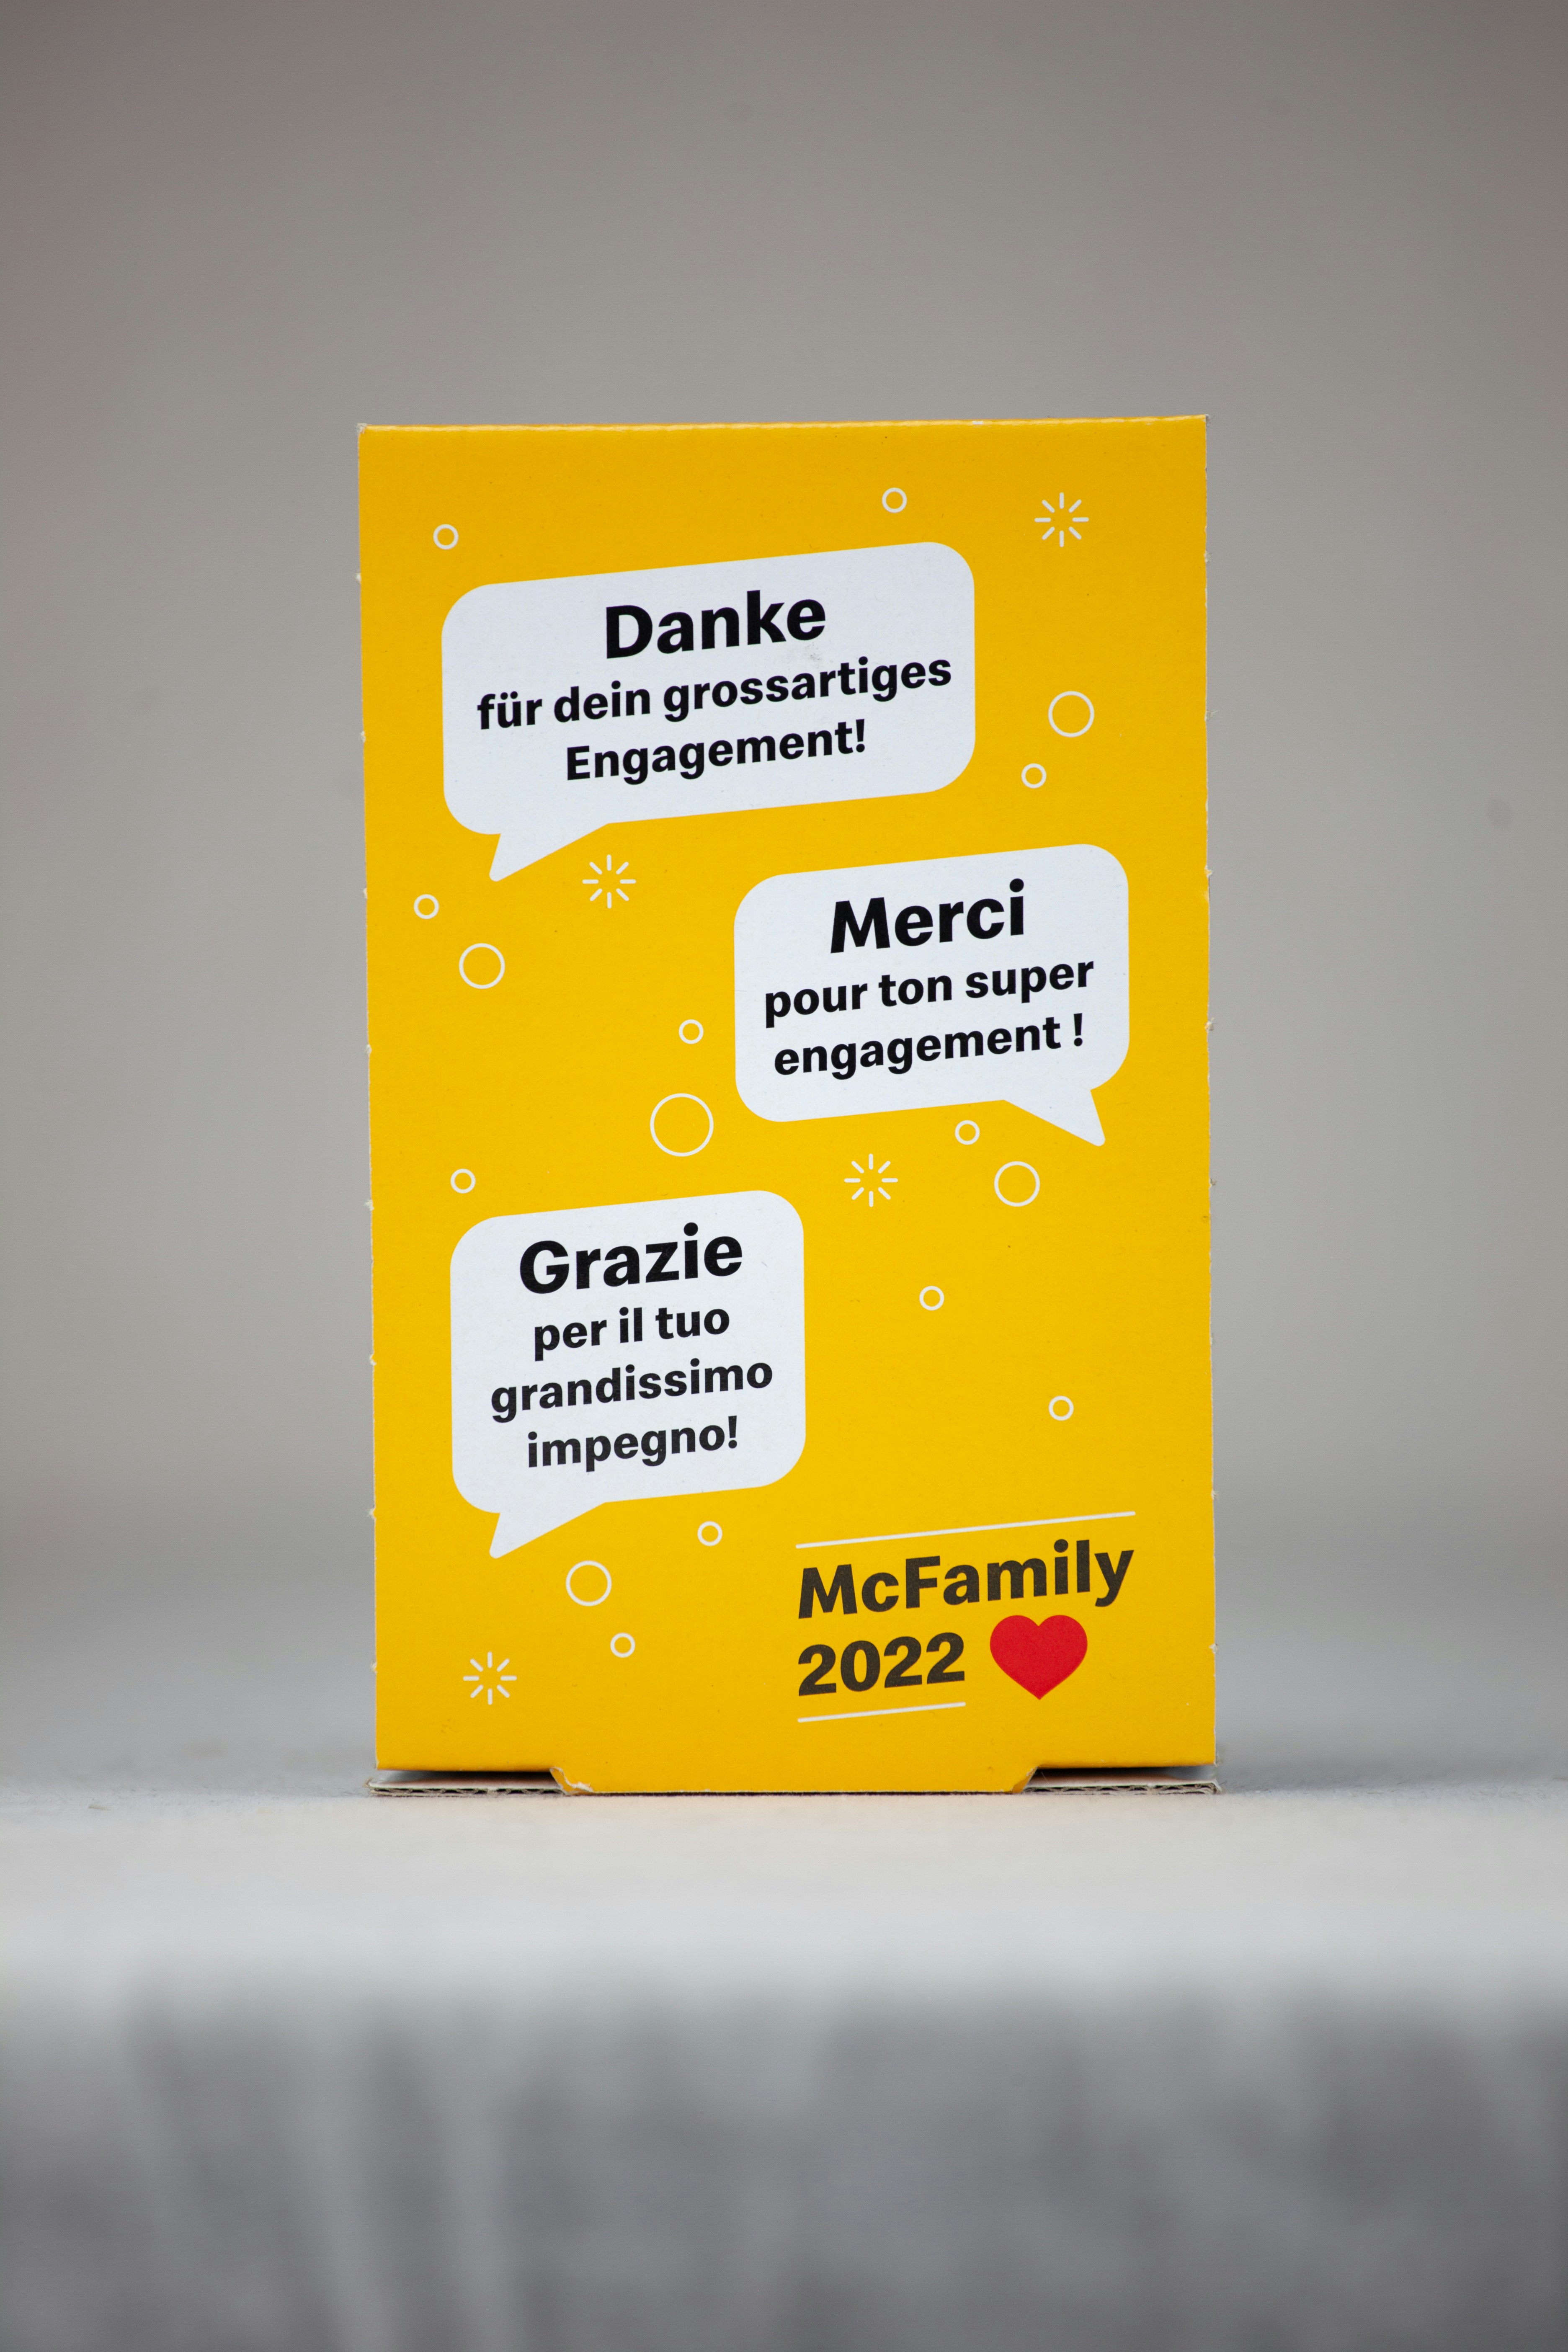 Danke
für dein grossartiges
Engagement!
Merci
pour ton super
engagement !
Grazie
per il tuo
grandissimo
impegno!
McFamily
2022